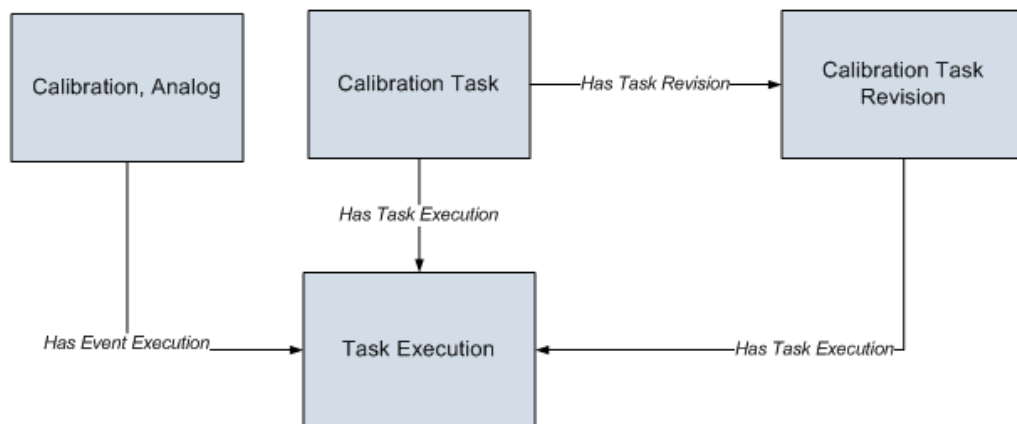 Calibration, Analog
Calibration Task
Has Task Revision
Calibration Task
Revision
Has Task Execution
Has Event Execution
Task Execution
Has Task Execution